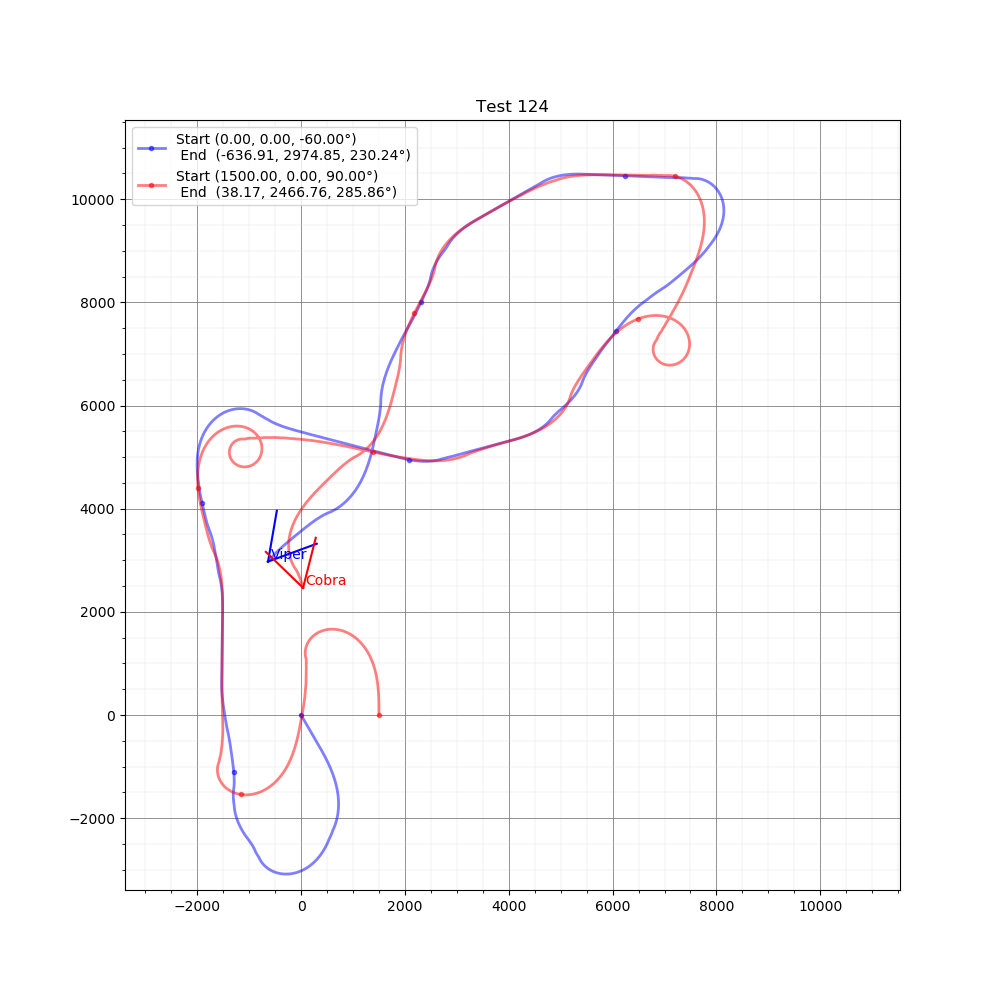 Test 124
Start (0.00, 0.00, -60.00°)
End (-636.91, 2974.85, 230.24°)
Start (1500.00, 0.00, 90.00°)
End (38.17, 2466.76, 285.86°)
10000
8000
6000
4000
2000
0
−2000
Viper
Cobra
−2000 0 2000 4000 6000 8000 10000